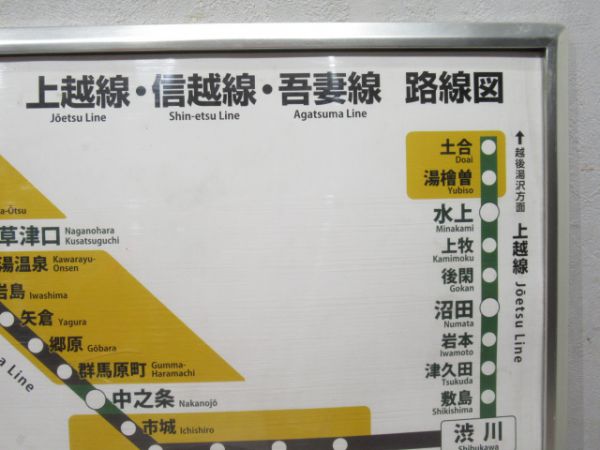 上越線・信越線・吾妻線 路線図
Jōetsu Line Shin-etsu Line Agatsuma Line
土合
Doai
湯檜曽
Yubiso
水上
Minakami
上牧
Kamimoku
後閑
Gokan
沼田
Numata
岩本
Iwamoto
津久田
Tsukuda
敷島
Shikishima
渋川
Shibukawa
↑越後湯沢方面
上越線 Jōetsu Line
a-Ōtsu
草津口 Naganohara
Kusatsuguchi
湯温泉 Kawarayu-
Onsen
岩島 Iwashima
矢倉 Yagura
郷原 Gōbara
群馬原町 Gumma-
Haramachi
中之条 Nakanojō
市城 Ichishiro
a Line